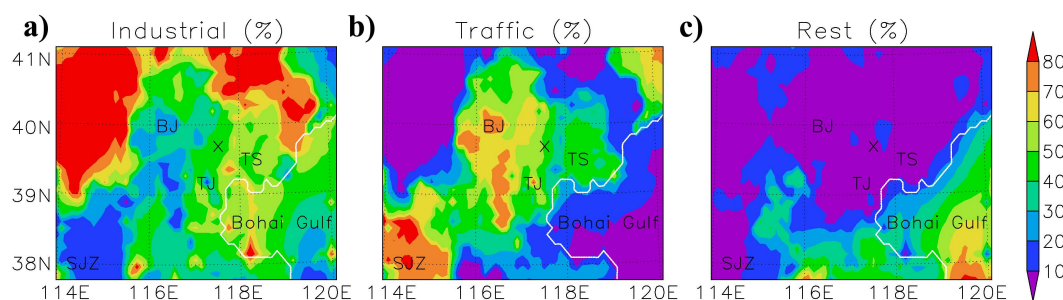 a) Industrial (%) b) Traffic (%) c) Rest (%)
41N
40N
39N
38N
BJ
X
TS
TJ
Bohai Gulf
SJZ
114E 116E 118E 120E
BJ
X
TS
TJ
Bohai Gulf
SJZ
114E 116E 118E 120E
BJ
X
TS
TJ
Bohai Gulf
SJZ
114E 116E 118E 120E
80
70
60
50
40
30
20
10